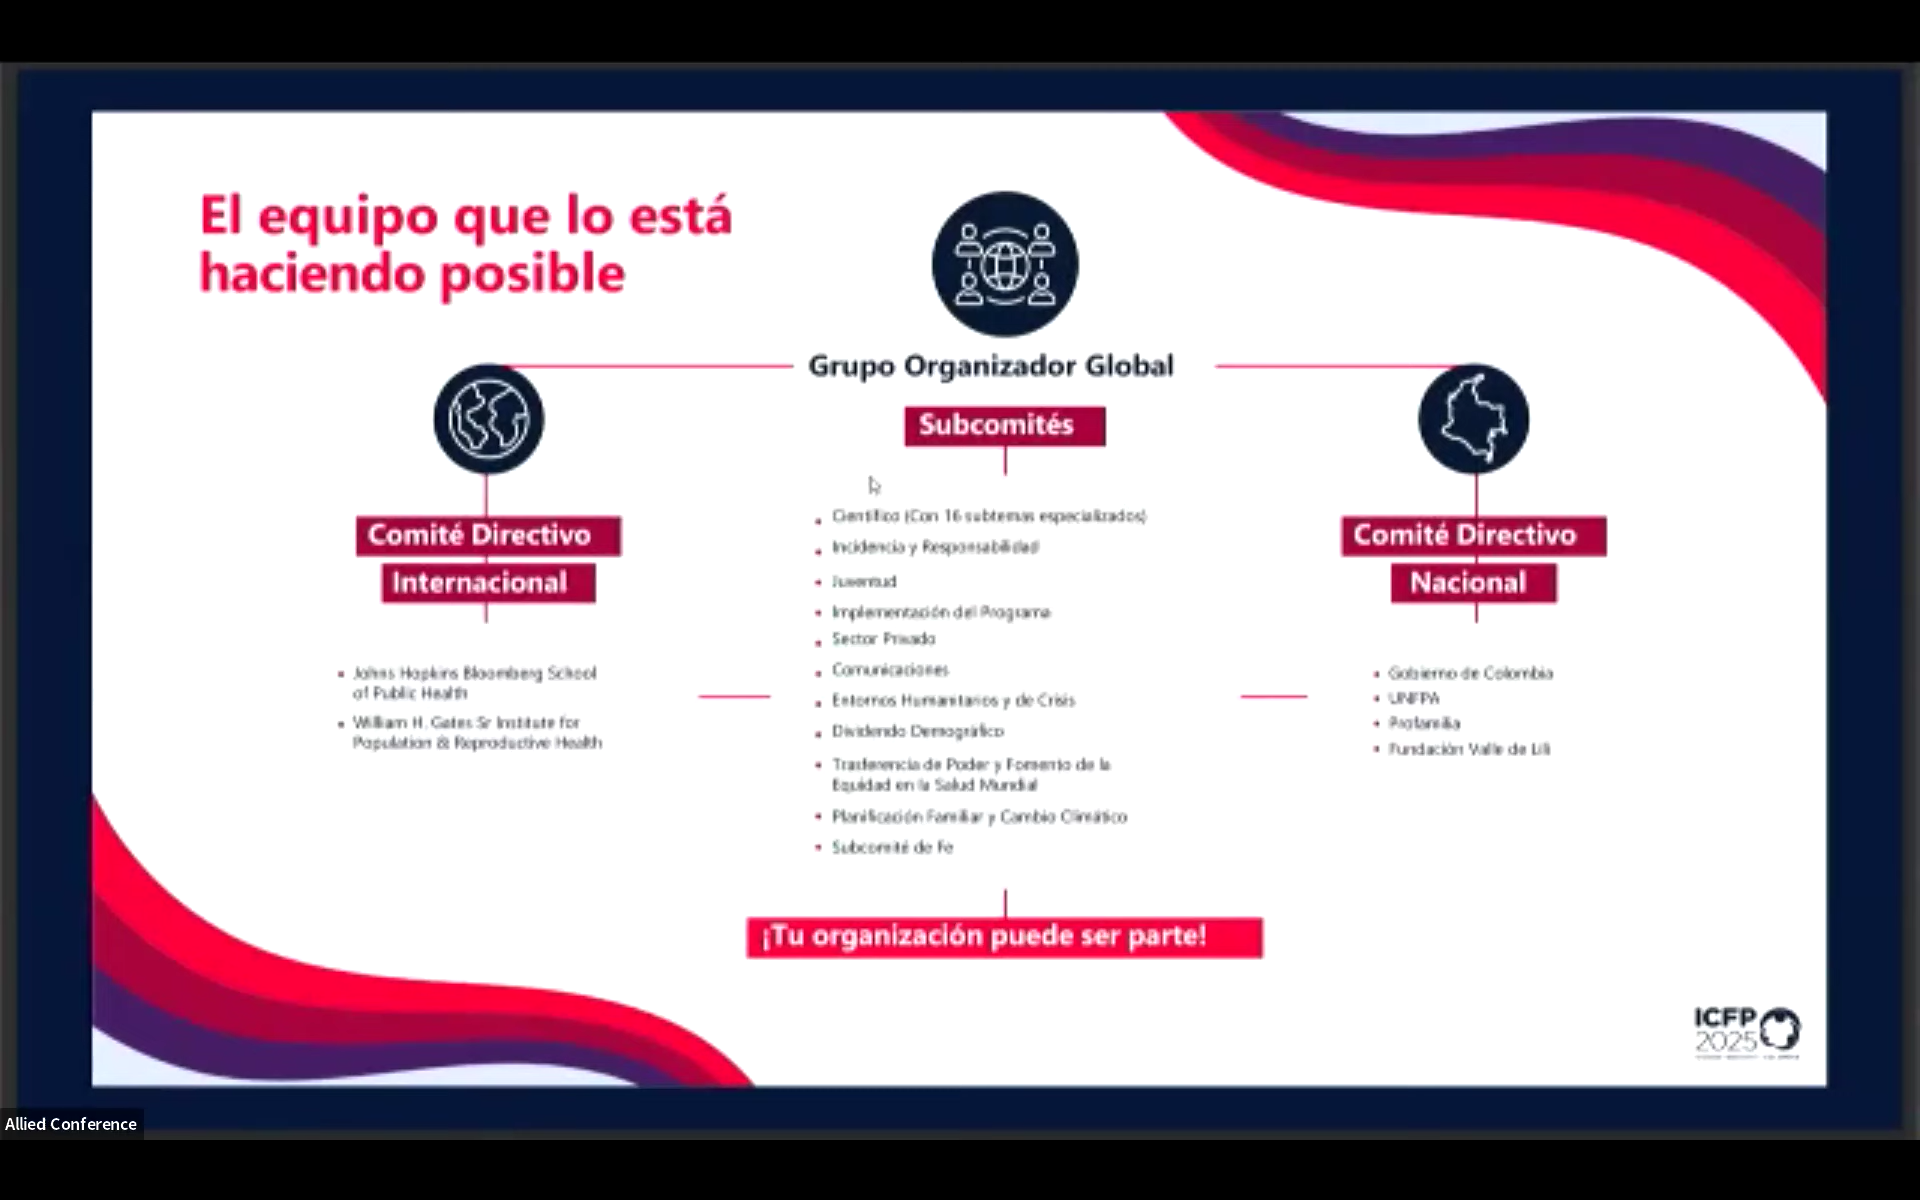 El equipo que lo está
haciendo posible
Grupo Organizador Global
Subcomités
Científico (Con 16 subtemas especializados)
Incidencia y Responsabilidad
Juventud
Implementación del Programa
Sector Privado
Comunicaciones
Entornos Humanitarios y de Crisis
Dividendo Demográfico
Trasferencia de Poder y Fomento de la
Equidad en la Salud Mundial
Planificación Familiar y Cambio Climático
Subcomité de Fe
Comité Directivo
Internacional
Johns Hopkins Bloomberg School
of Public Health
William H. Gates Sr Institute for
Population & Reproductive Health
Comité Directivo
Nacional
Gobierno de Colombia
UNFPA
Profamilia
Fundación Valle de Lili
¡Tu organización puede ser parte!
ICFP
2025
Allied Conference